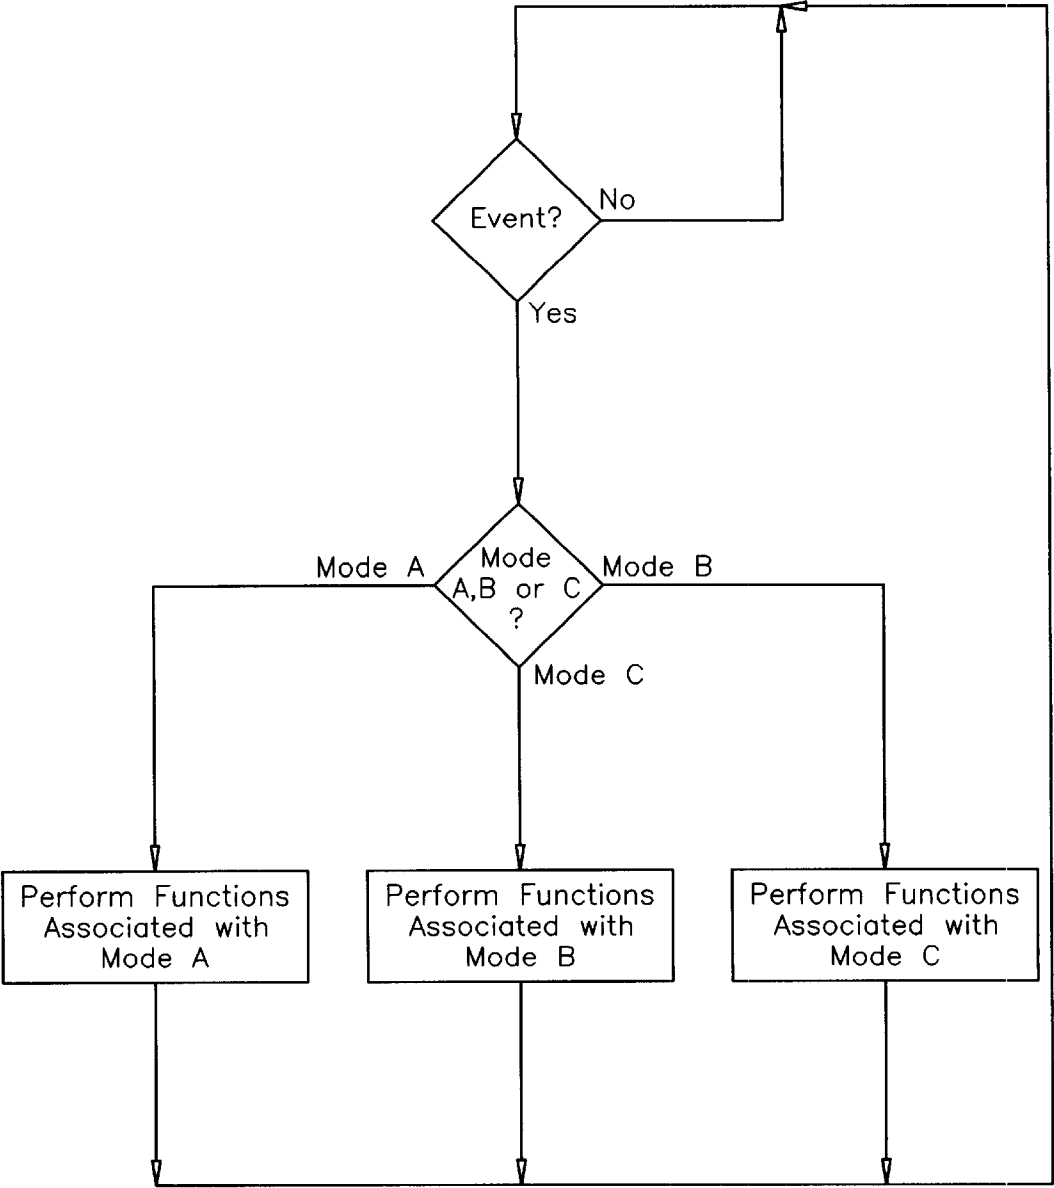 No
Event?
Yes
Mode A
Mode
A,B or C
?
Mode B
Mode C
Perform Functions
Associated with
Mode A
Perform Functions
Associated with
Mode B
Perform Functions
Associated with
Mode C